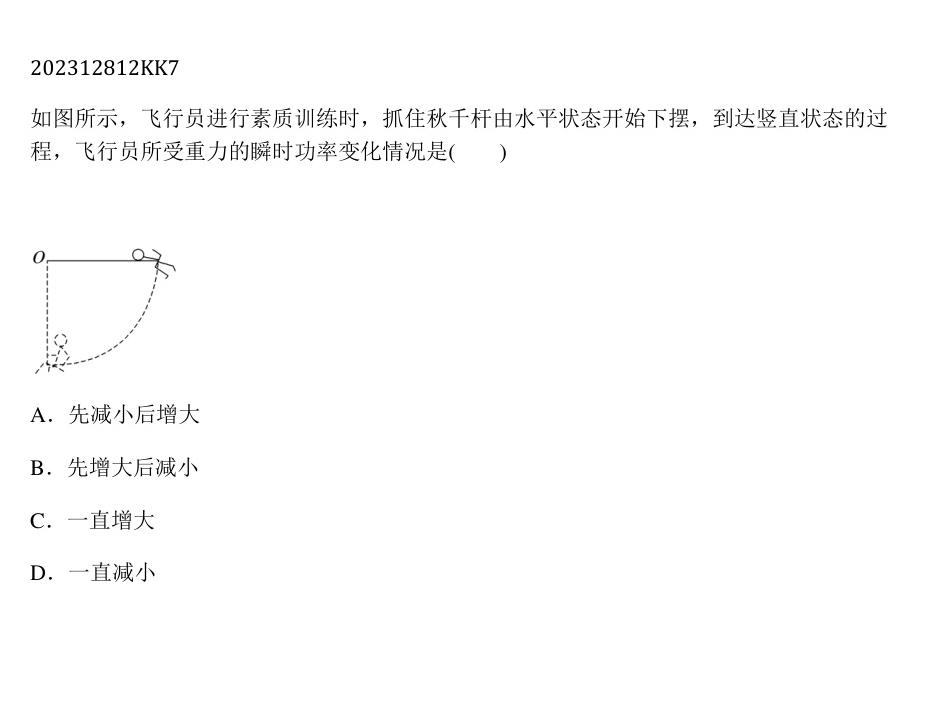 202312812KK7
如图所示，飞行员进行素质训练时，抓住秋千杆由水平状态开始下摆，到达竖直状态的过
程，飞行员所受重力的瞬时功率变化情况是(　　)
O
A．先减小后增大
B．先增大后减小
C．一直增大
D．一直减小